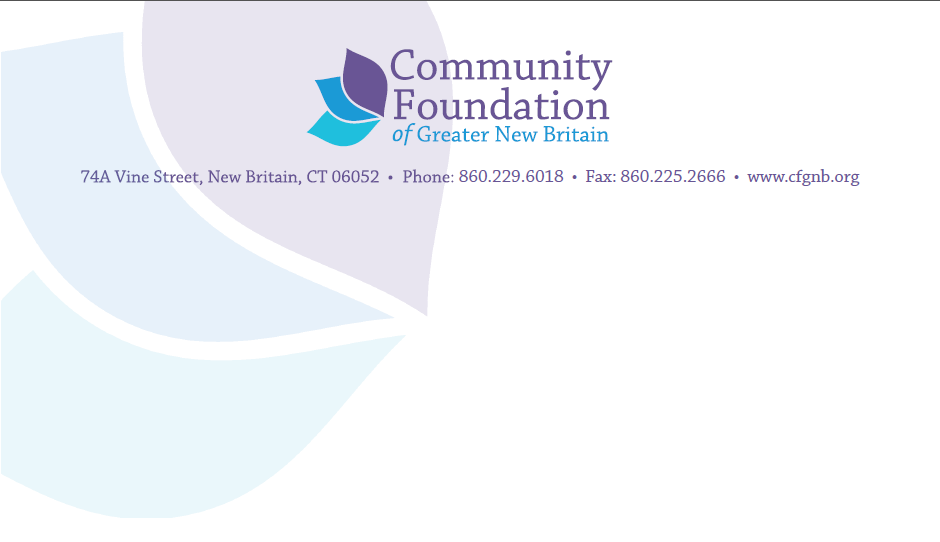 Community
Foundation
of Greater New Britain
74A Vine Street, New Britain, CT 06052 • Phone: 860.229.6018 • Fax: 860.225.2666 • www.cfgnb.org